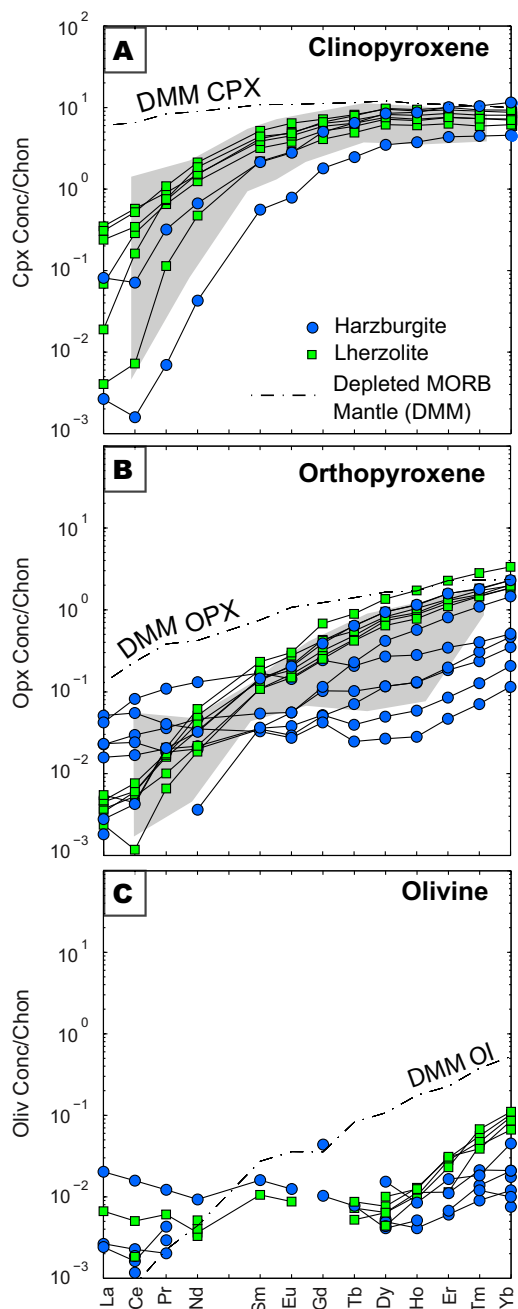 10^2
A
Clinopyroxene
DMM CPX
10^1
10^0
10^-1
10^-2
10^-3
Cpx Conc/Chon
Harzburgite
Lherzolite
Depleted MORB
Mantle (DMM)
B
Orthopyroxene
10^1
10^0
DMM OPX
10^-1
10^-2
10^-3
Opx Conc/Chon
C
Olivine
10^1
10^0
DMM Ol
10^-1
10^-2
10^-3
Oliv Conc/Chon
La Ce Pr Nd Sm Eu Gd Tb Dy Ho Er Tm Yb